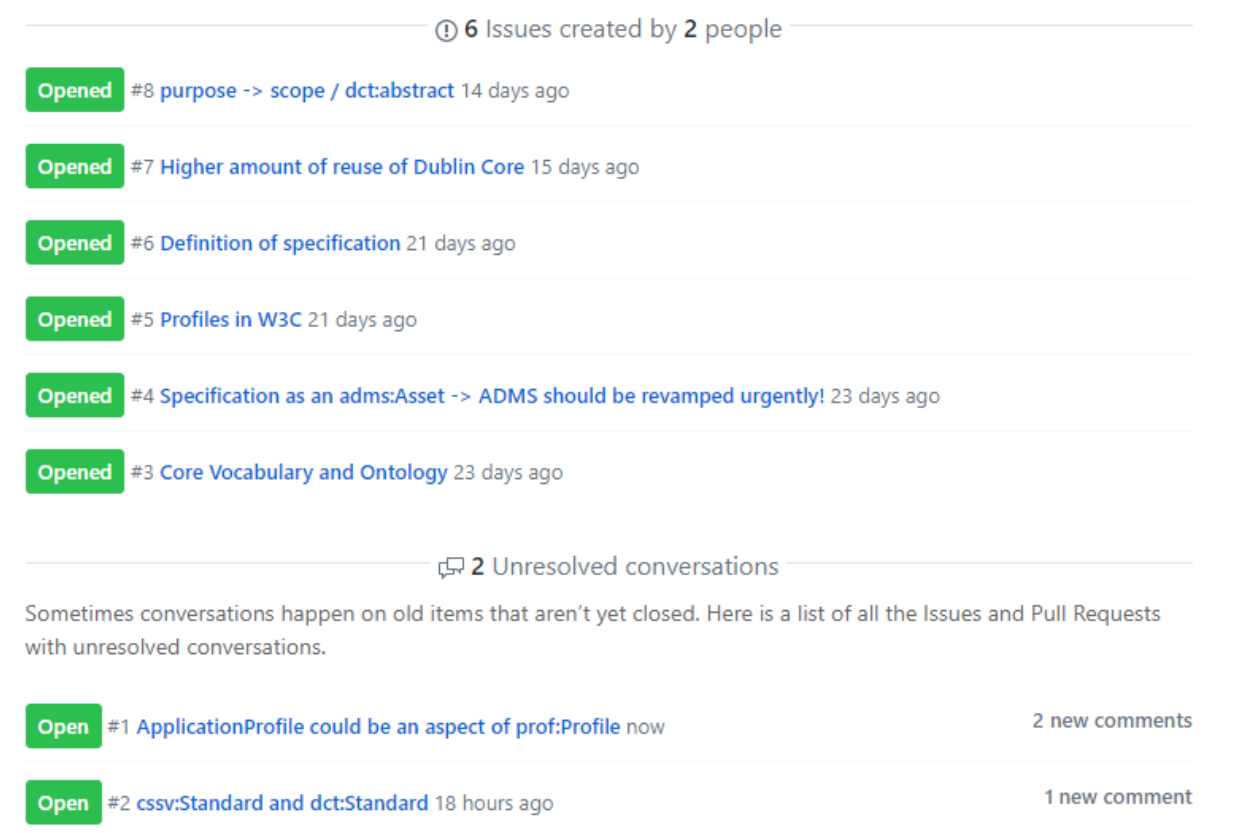 6 Issues created by 2 people
Opened #8 purpose -> scope / dct:abstract 14 days ago
Opened #7 Higher amount of reuse of Dublin Core 15 days ago
Opened #6 Definition of specification 21 days ago
Opened #5 Profiles in W3C 21 days ago
Opened #4 Specification as an adms:Asset -> ADMS should be revamped urgently! 23 days ago
Opened #3 Core Vocabulary and Ontology 23 days ago
2 Unresolved conversations
Sometimes conversations happen on old items that aren’t yet closed. Here is a list of all the Issues and Pull Requests
with unresolved conversations.
Open #1 ApplicationProfile could be an aspect of prof:Profile now 2 new comments
Open #2 cssv:Standard and dct:Standard 18 hours ago 1 new comment